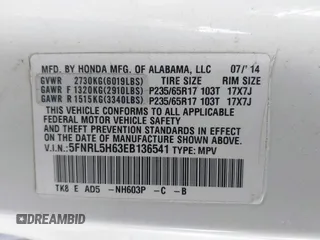 MFD. BY HONDA MFG. OF ALABAMA, LLC 07/'14
GVWR 2730KG(6019LBS) TIRE SIZE RIM SIZE
GAWR F 1320KG(2910LBS) P235/65R17 103T 17X7J
GAWR R 1515KG(3340LBS) P235/65R17 103T 17X7J
THIS VEHICLE CONFORMS TO ALL APPLICABLE
FEDERAL MOTOR VEHICLE SAFETY STANDARDS
IN EFFECT ON THE DATE OF MANUFACTURE
SHOWN ABOVE.
V.I.N.: 5FNRL5H63EB136541 TYPE: MPV
TK8 E AD5 -NH603P -C -B
DREAMBID